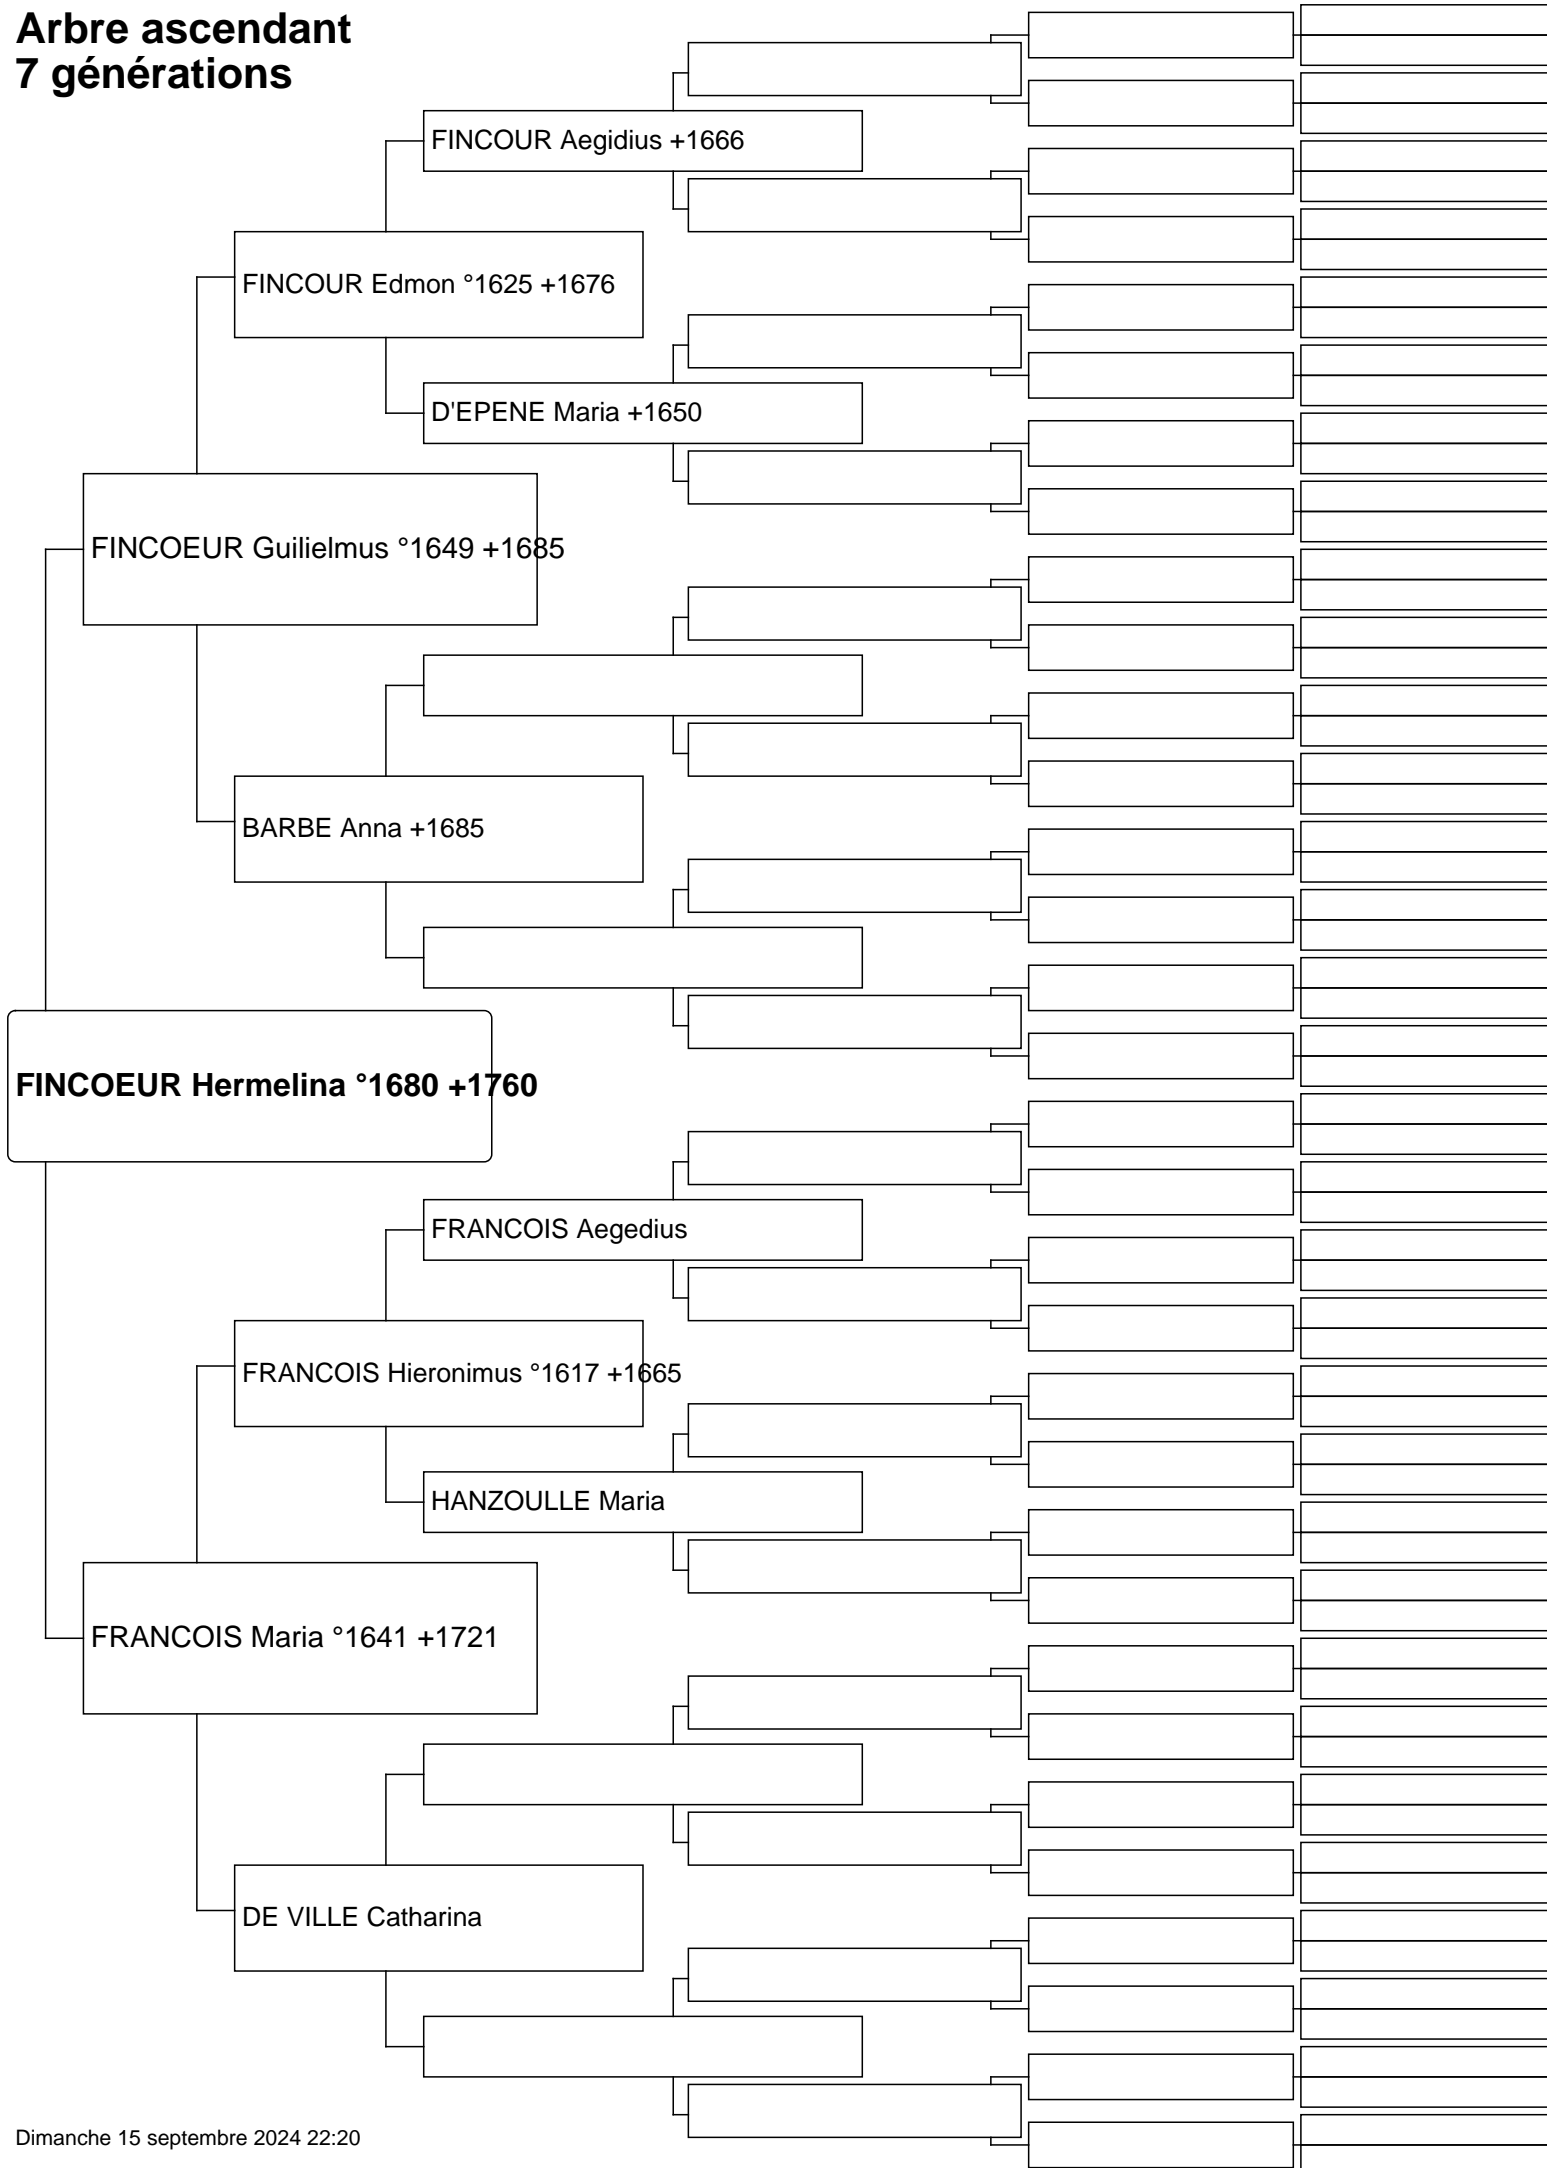 Arbre ascendant
7 générations
FINCOUR Aegidius +1666
FINCOUR Edmon °1625 +1676
D'EPENE Maria +1650
FINCOEUR Guilielmus °1649 +1685
BARBE Anna +1685
FINCOEUR Hermelina °1680 +1760
FRANCOIS Aegedius
FRANCOIS Hieronimus °1617 +1665
HANZOULLE Maria
FRANCOIS Maria °1641 +1721
DE VILLE Catharina
Dimanche 15 septembre 2024 22:20